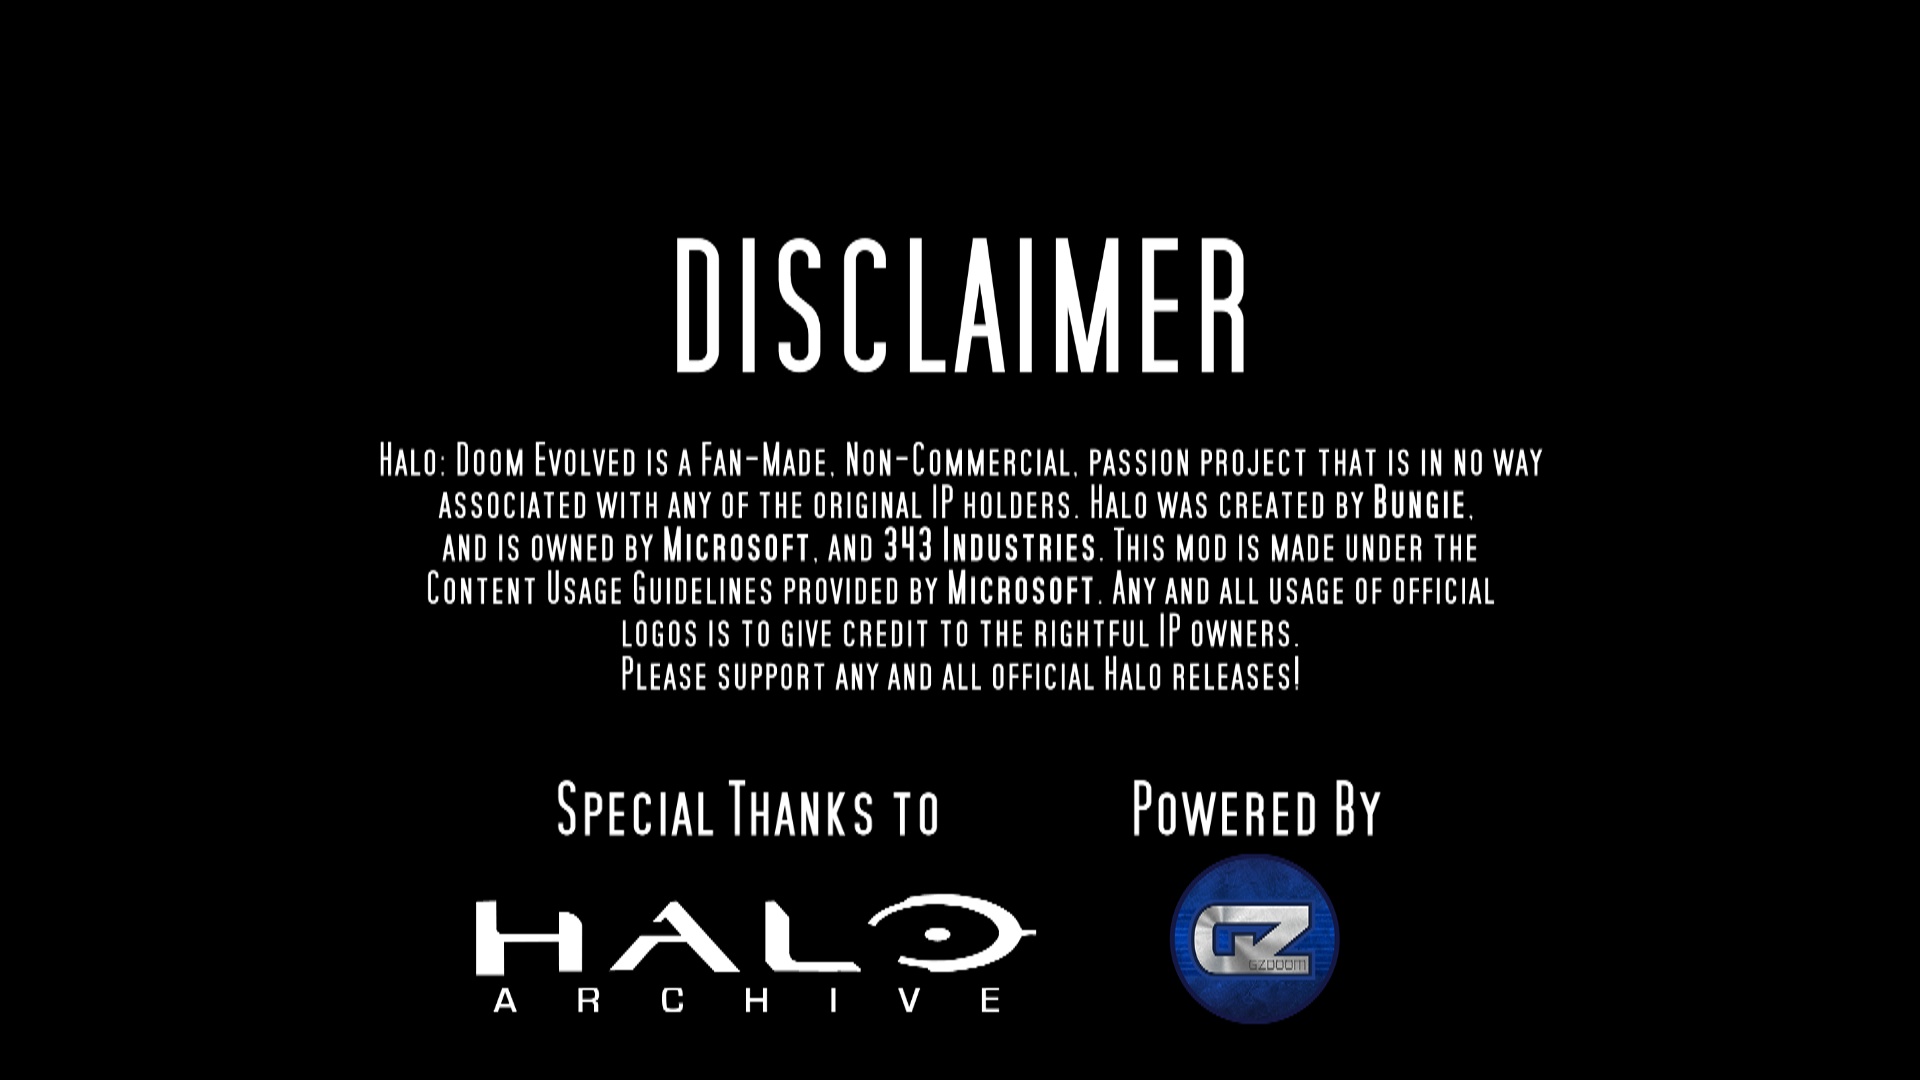 DISCLAIMER
Halo: Doom Evolved is a Fan-Made, Non-Commercial, passion project that is in no way
associated with any of the original IP holders. Halo was created by Bungie,
and is owned by Microsoft, and 343 Industries. This mod is made under the
Content Usage Guidelines provided by Microsoft. Any and all usage of official
logos is to give credit to the rightful IP owners.
Please support any and all official Halo releases!
Special Thanks to
Powered By
HALO
ARCHIVE
GZ
GZDOOM